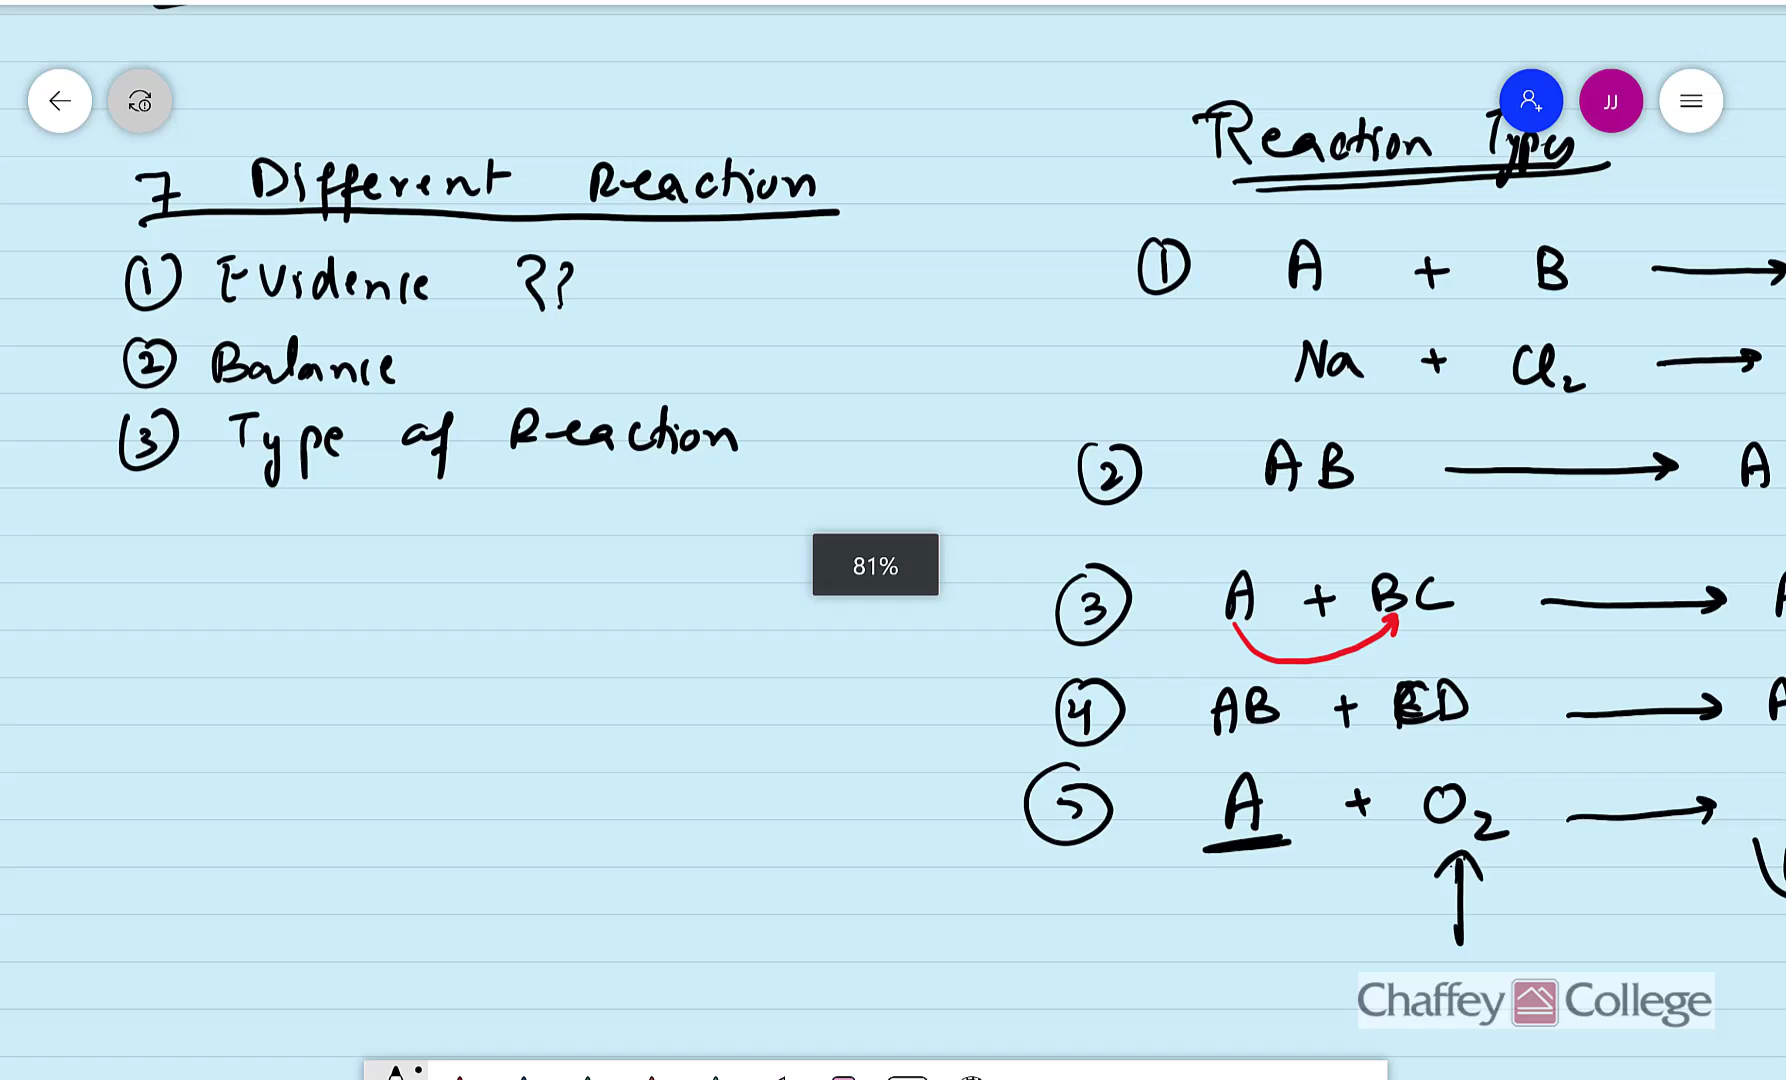 7 Different Reaction
① Evidence ??
② Balance
③ Type of Reaction
81%
JJ
Reaction Types
① A + B →
Na + Cl₂ →
② AB → A
③ A + BC → A
④ AB + CD → A
⑤ A + O₂ →
Chaffey College